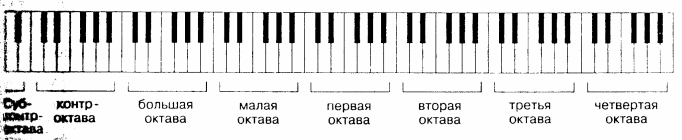 Суб- контр- большая малая первая вторая третья четвертая
контр- октава октава октава октава октава октава октава
октава